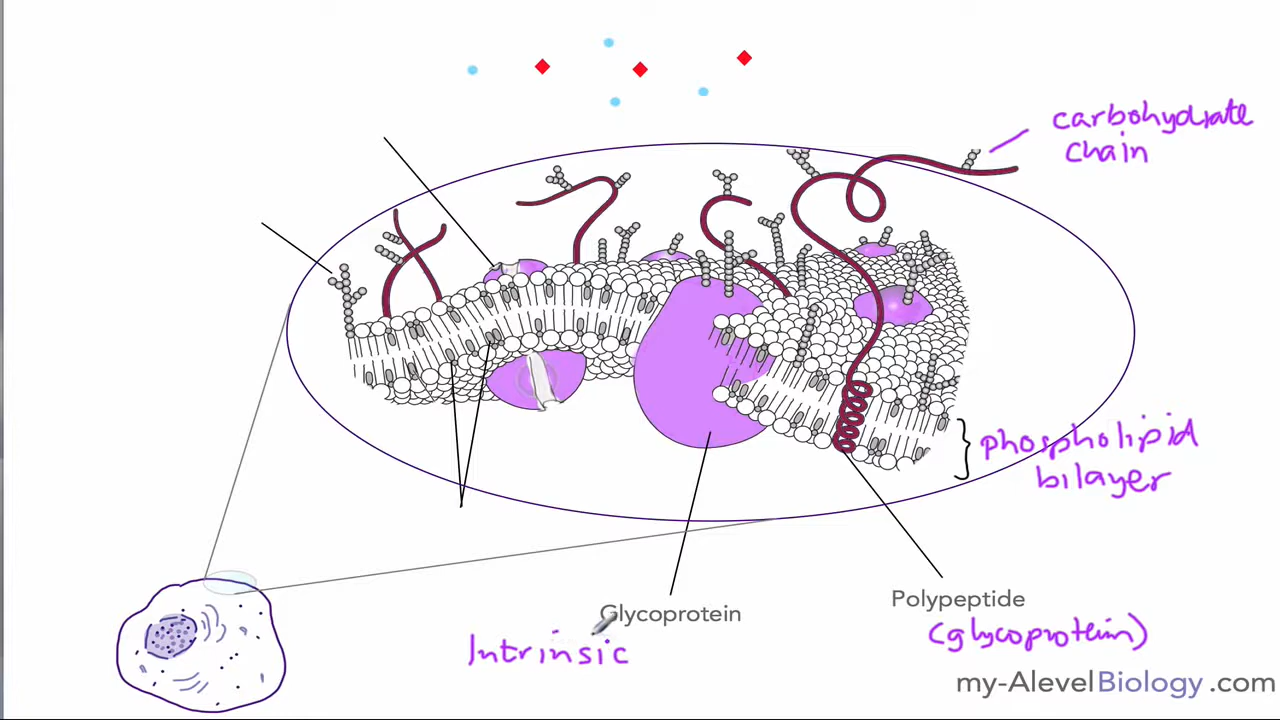 carbohydrate
chain
phospholipid
bilayer
Glycoprotein
Intrinsic
Polypeptide
(glycoprotein)
my-AlevelBiology.com